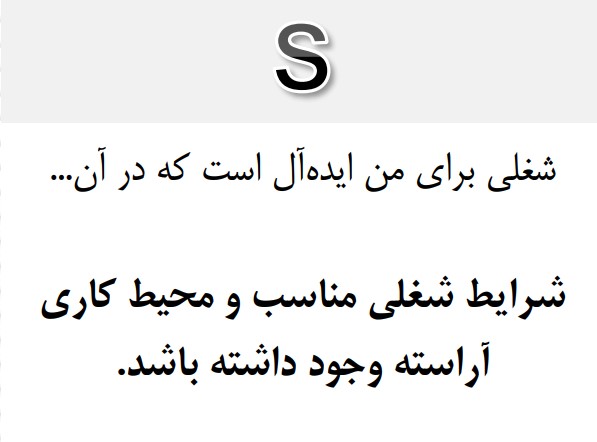 S
شغلی برای من ایده‌آل است که در آن...
شرایط شغلی مناسب و محیط کاری
آراسته وجود داشته باشد.